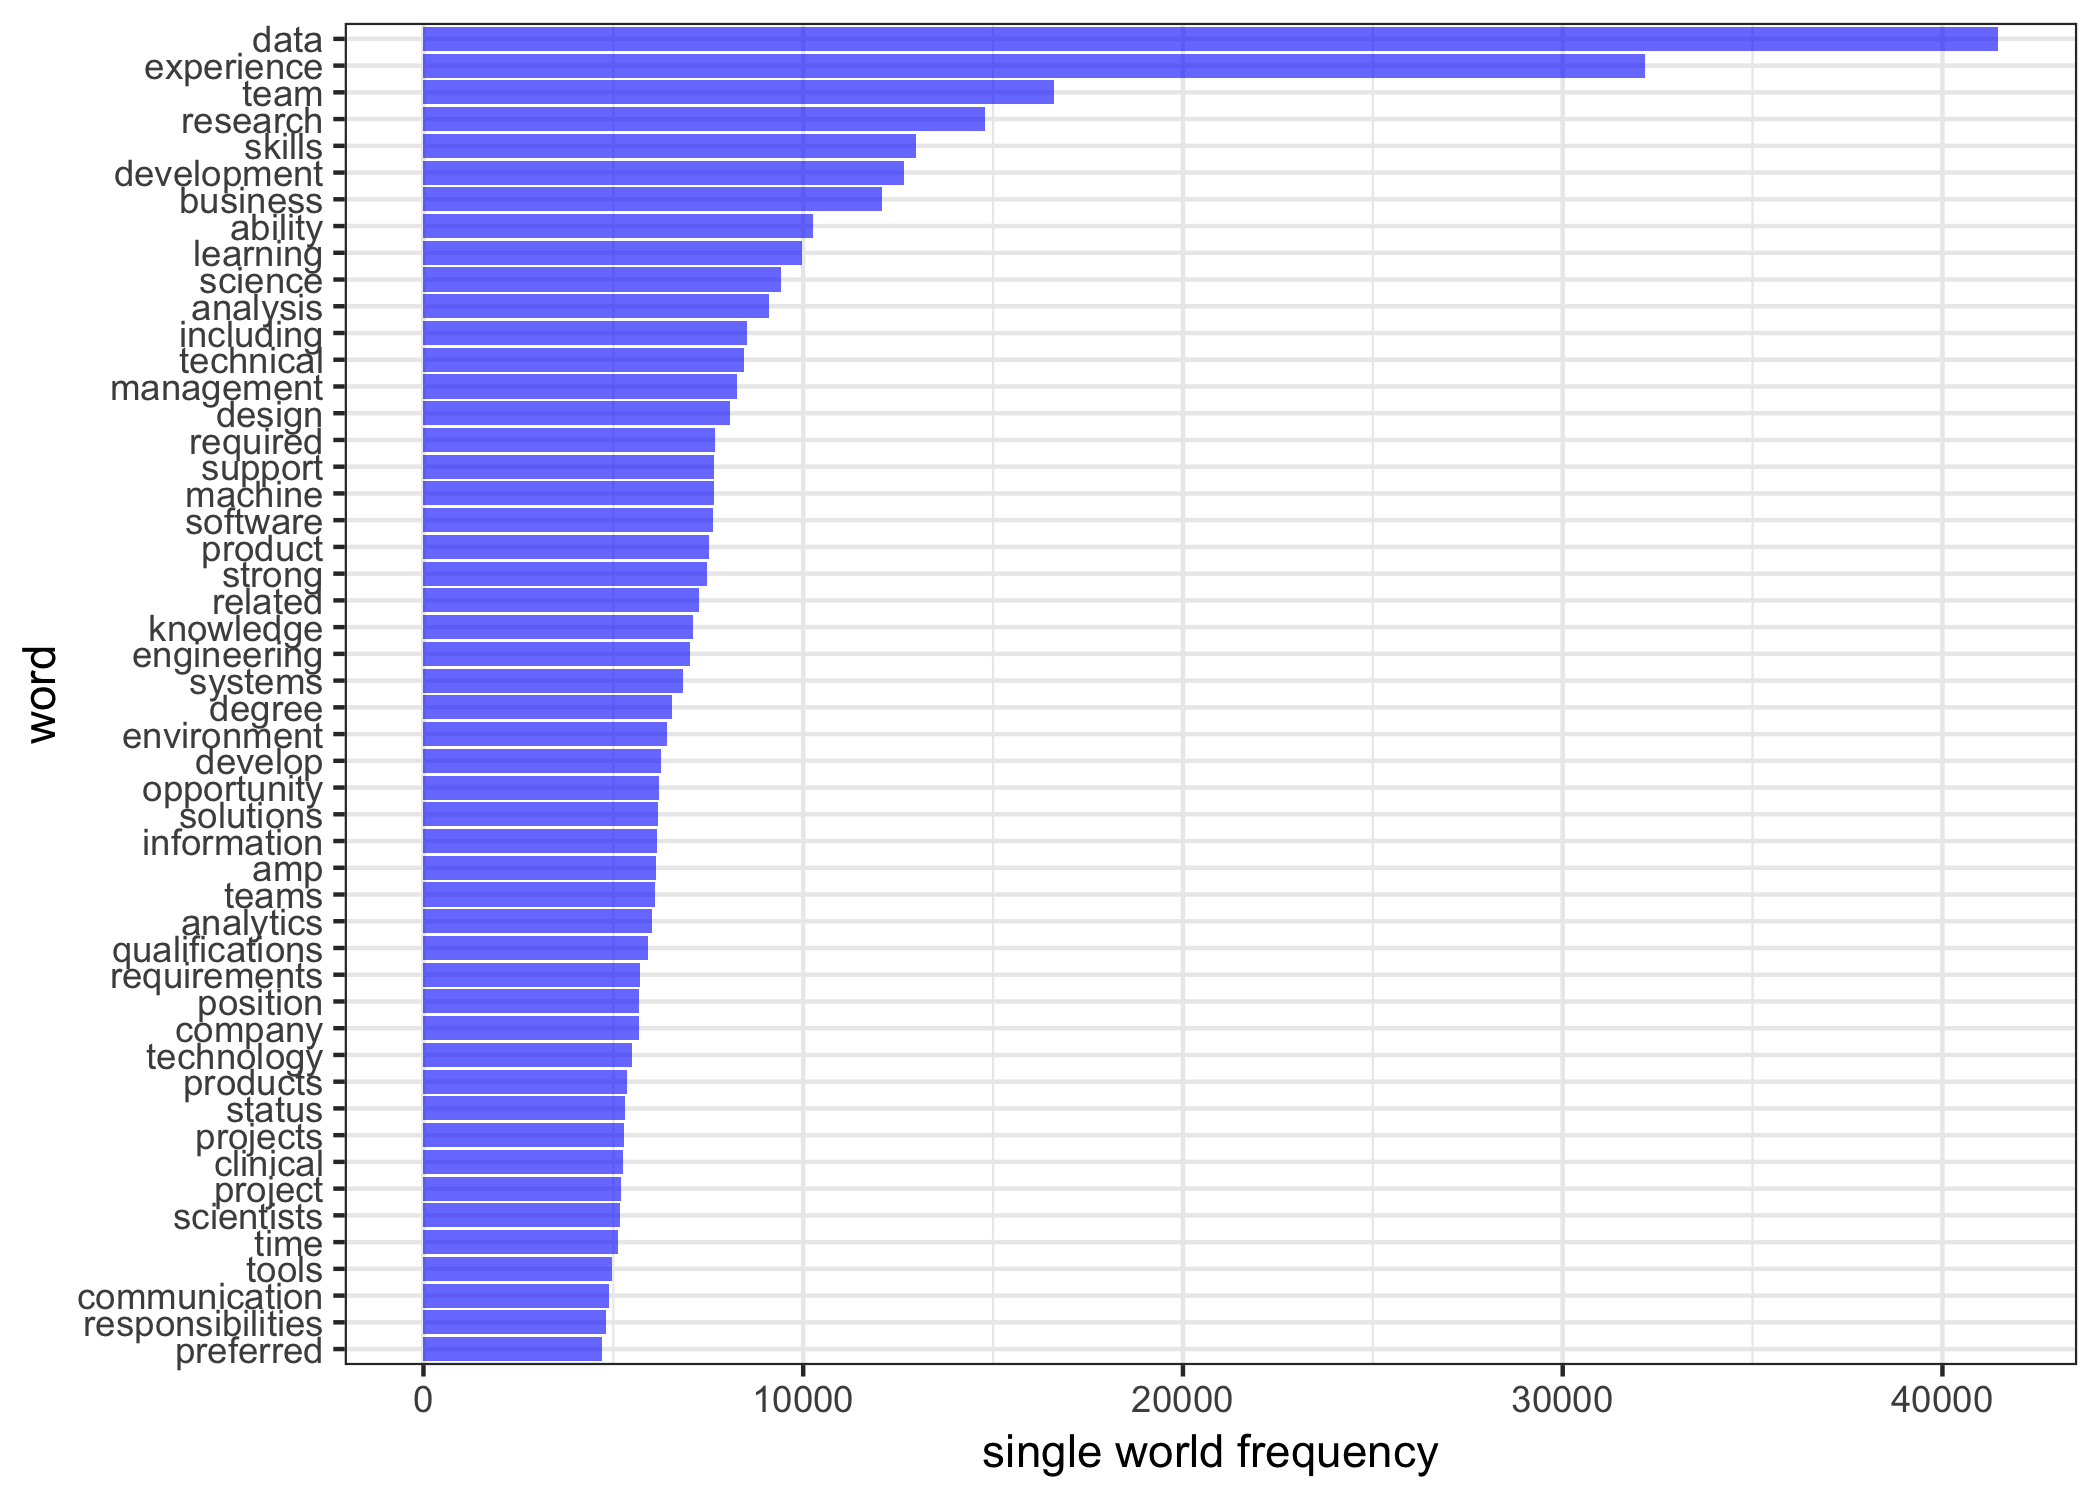 data
experience
team
research
skills
development
business
ability
learning
science
analysis
including
technical
management
design
required
support
machine
software
product
strong
related
knowledge
engineering
systems
degree
environment
develop
opportunity
solutions
information
amp
teams
analytics
qualifications
requirements
position
company
technology
products
status
projects
clinical
project
scientists
time
tools
communication
responsibilities
preferred
word
0 10000 20000 30000 40000
single world frequency